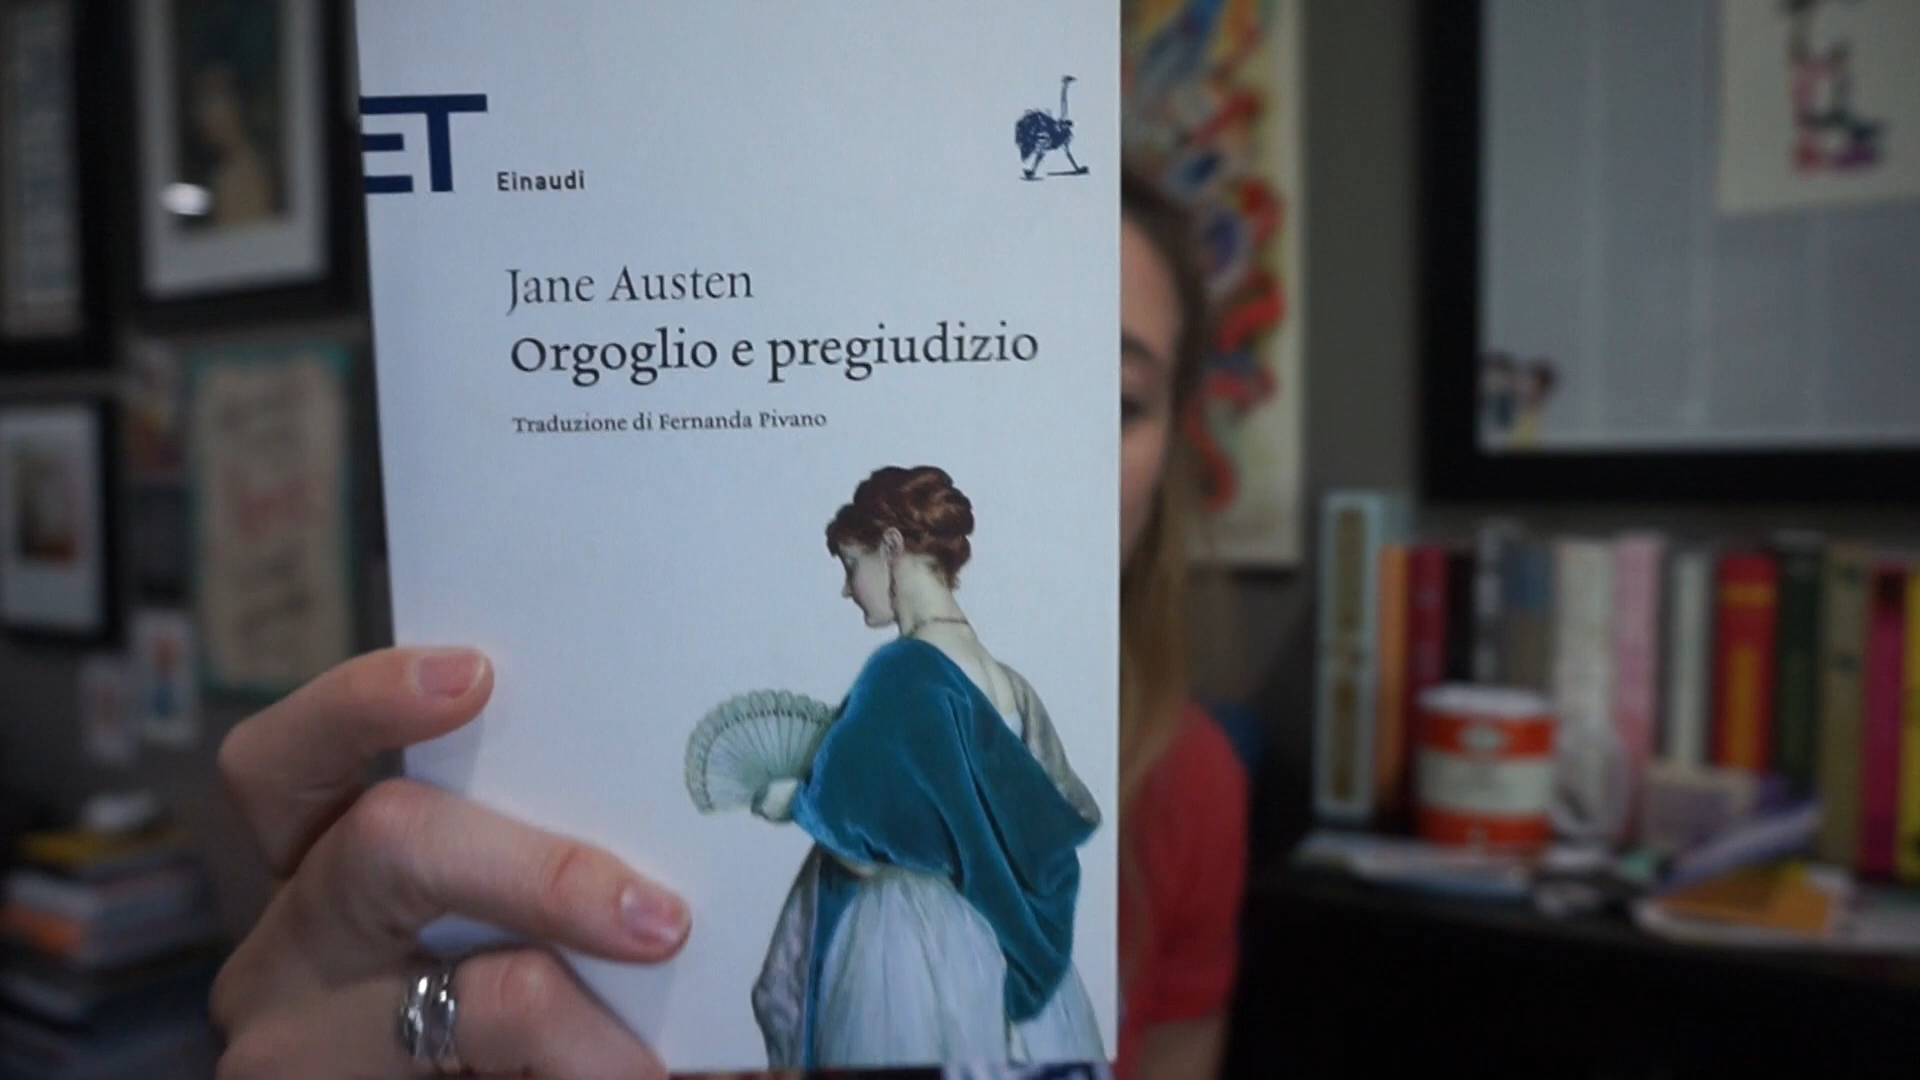 ET Einaudi
Jane Austen
Orgoglio e pregiudizio
Traduzione di Fernanda Pivano